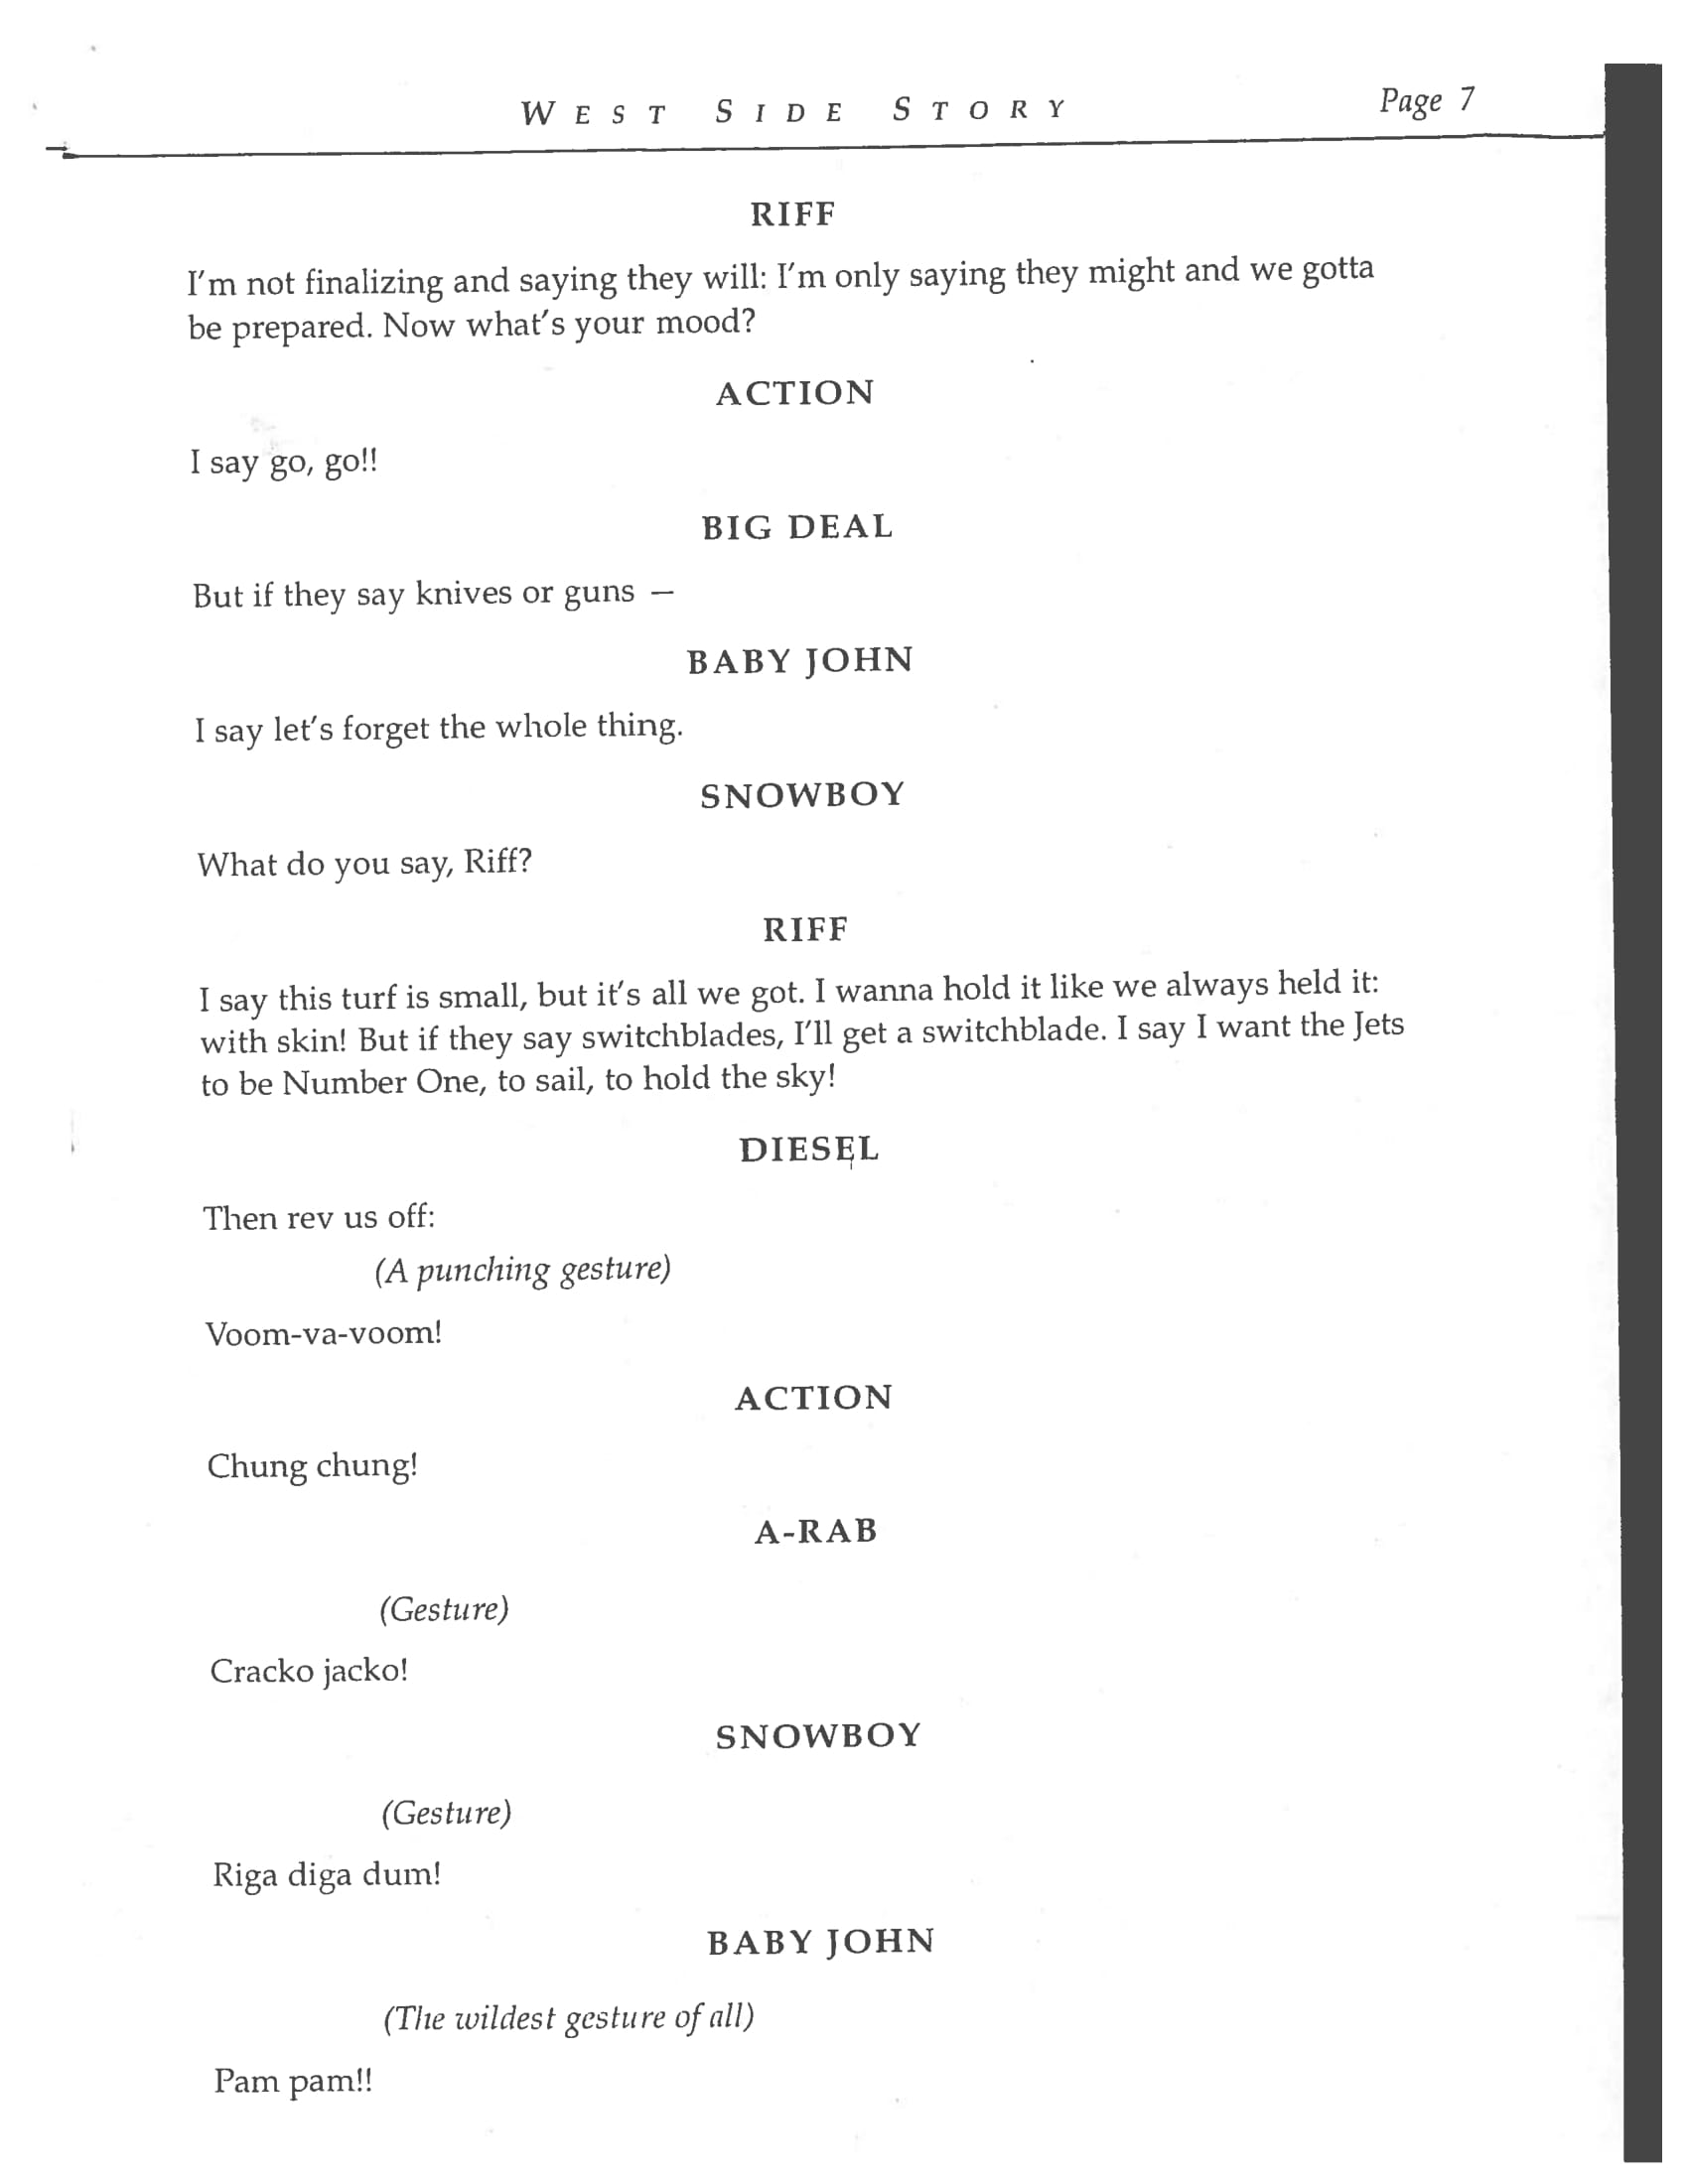 WEST SIDE STORY Page 7
RIFF
I'm not finalizing and saying they will: I'm only saying they might and we gotta
be prepared. Now what's your mood?
ACTION
I say go, go!!
BIG DEAL
But if they say knives or guns —
BABY JOHN
I say let's forget the whole thing.
SNOWBOY
What do you say, Riff?
RIFF
I say this turf is small, but it's all we got. I wanna hold it like we always held it:
with skin! But if they say switchblades, I'll get a switchblade. I say I want the Jets
to be Number One, to sail, to hold the sky!
DIESEL
Then rev us off:
(A punching gesture)
Voom-va-voom!
ACTION
Chung chung!
A-RAB
(Gesture)
Cracko jacko!
SNOWBOY
(Gesture)
Riga diga dum!
BABY JOHN
(The wildest gesture of all)
Pam pam!!